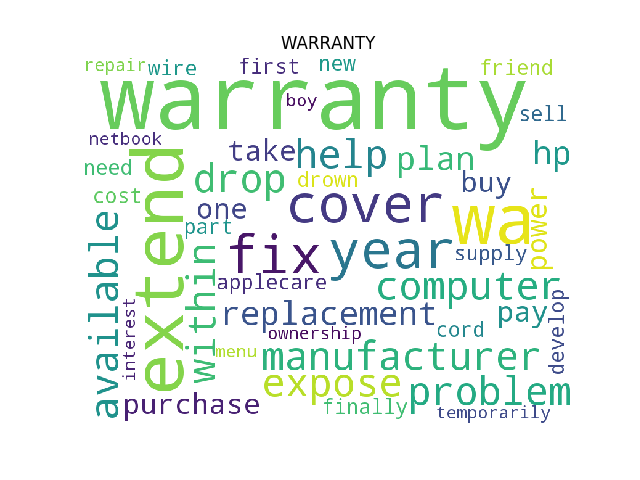 WARRANTY
repair wire first new friend
warranty
boy
sell
netbook
take help plan hp
need drop drown buy
cost one cover wa power
part
extend
available
within
fix year supply
applecare computer
interest
replacement pay
develop
ownership cord
menu manufacturer
expose problem
purchase finally temporarily